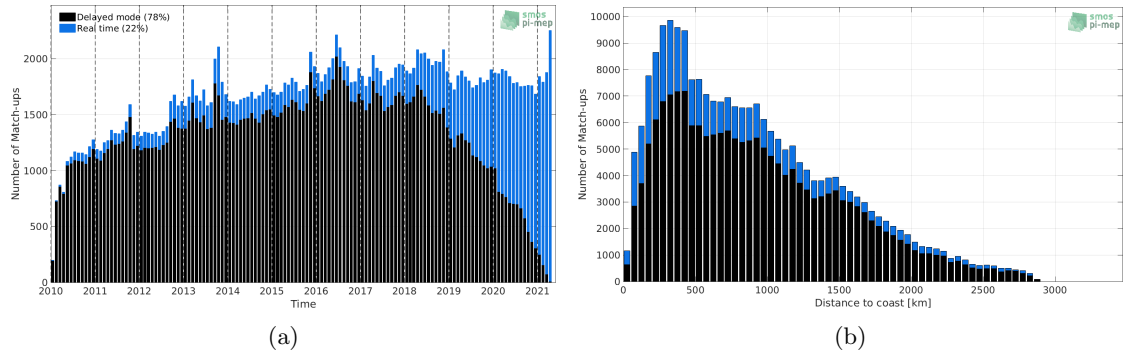 Delayed mode (78%)
Real time (22%)
smos
pi-mep
Number of Match-ups
2000
1500
1000
500
0
2010 2011 2012 2013 2014 2015 2016 2017 2018 2019 2020 2021
Time
(a)
smos
pi-mep
Number of Match-ups
10000
9000
8000
7000
6000
5000
4000
3000
2000
1000
0
0 500 1000 1500 2000 2500 3000
Distance to coast [km]
(b)